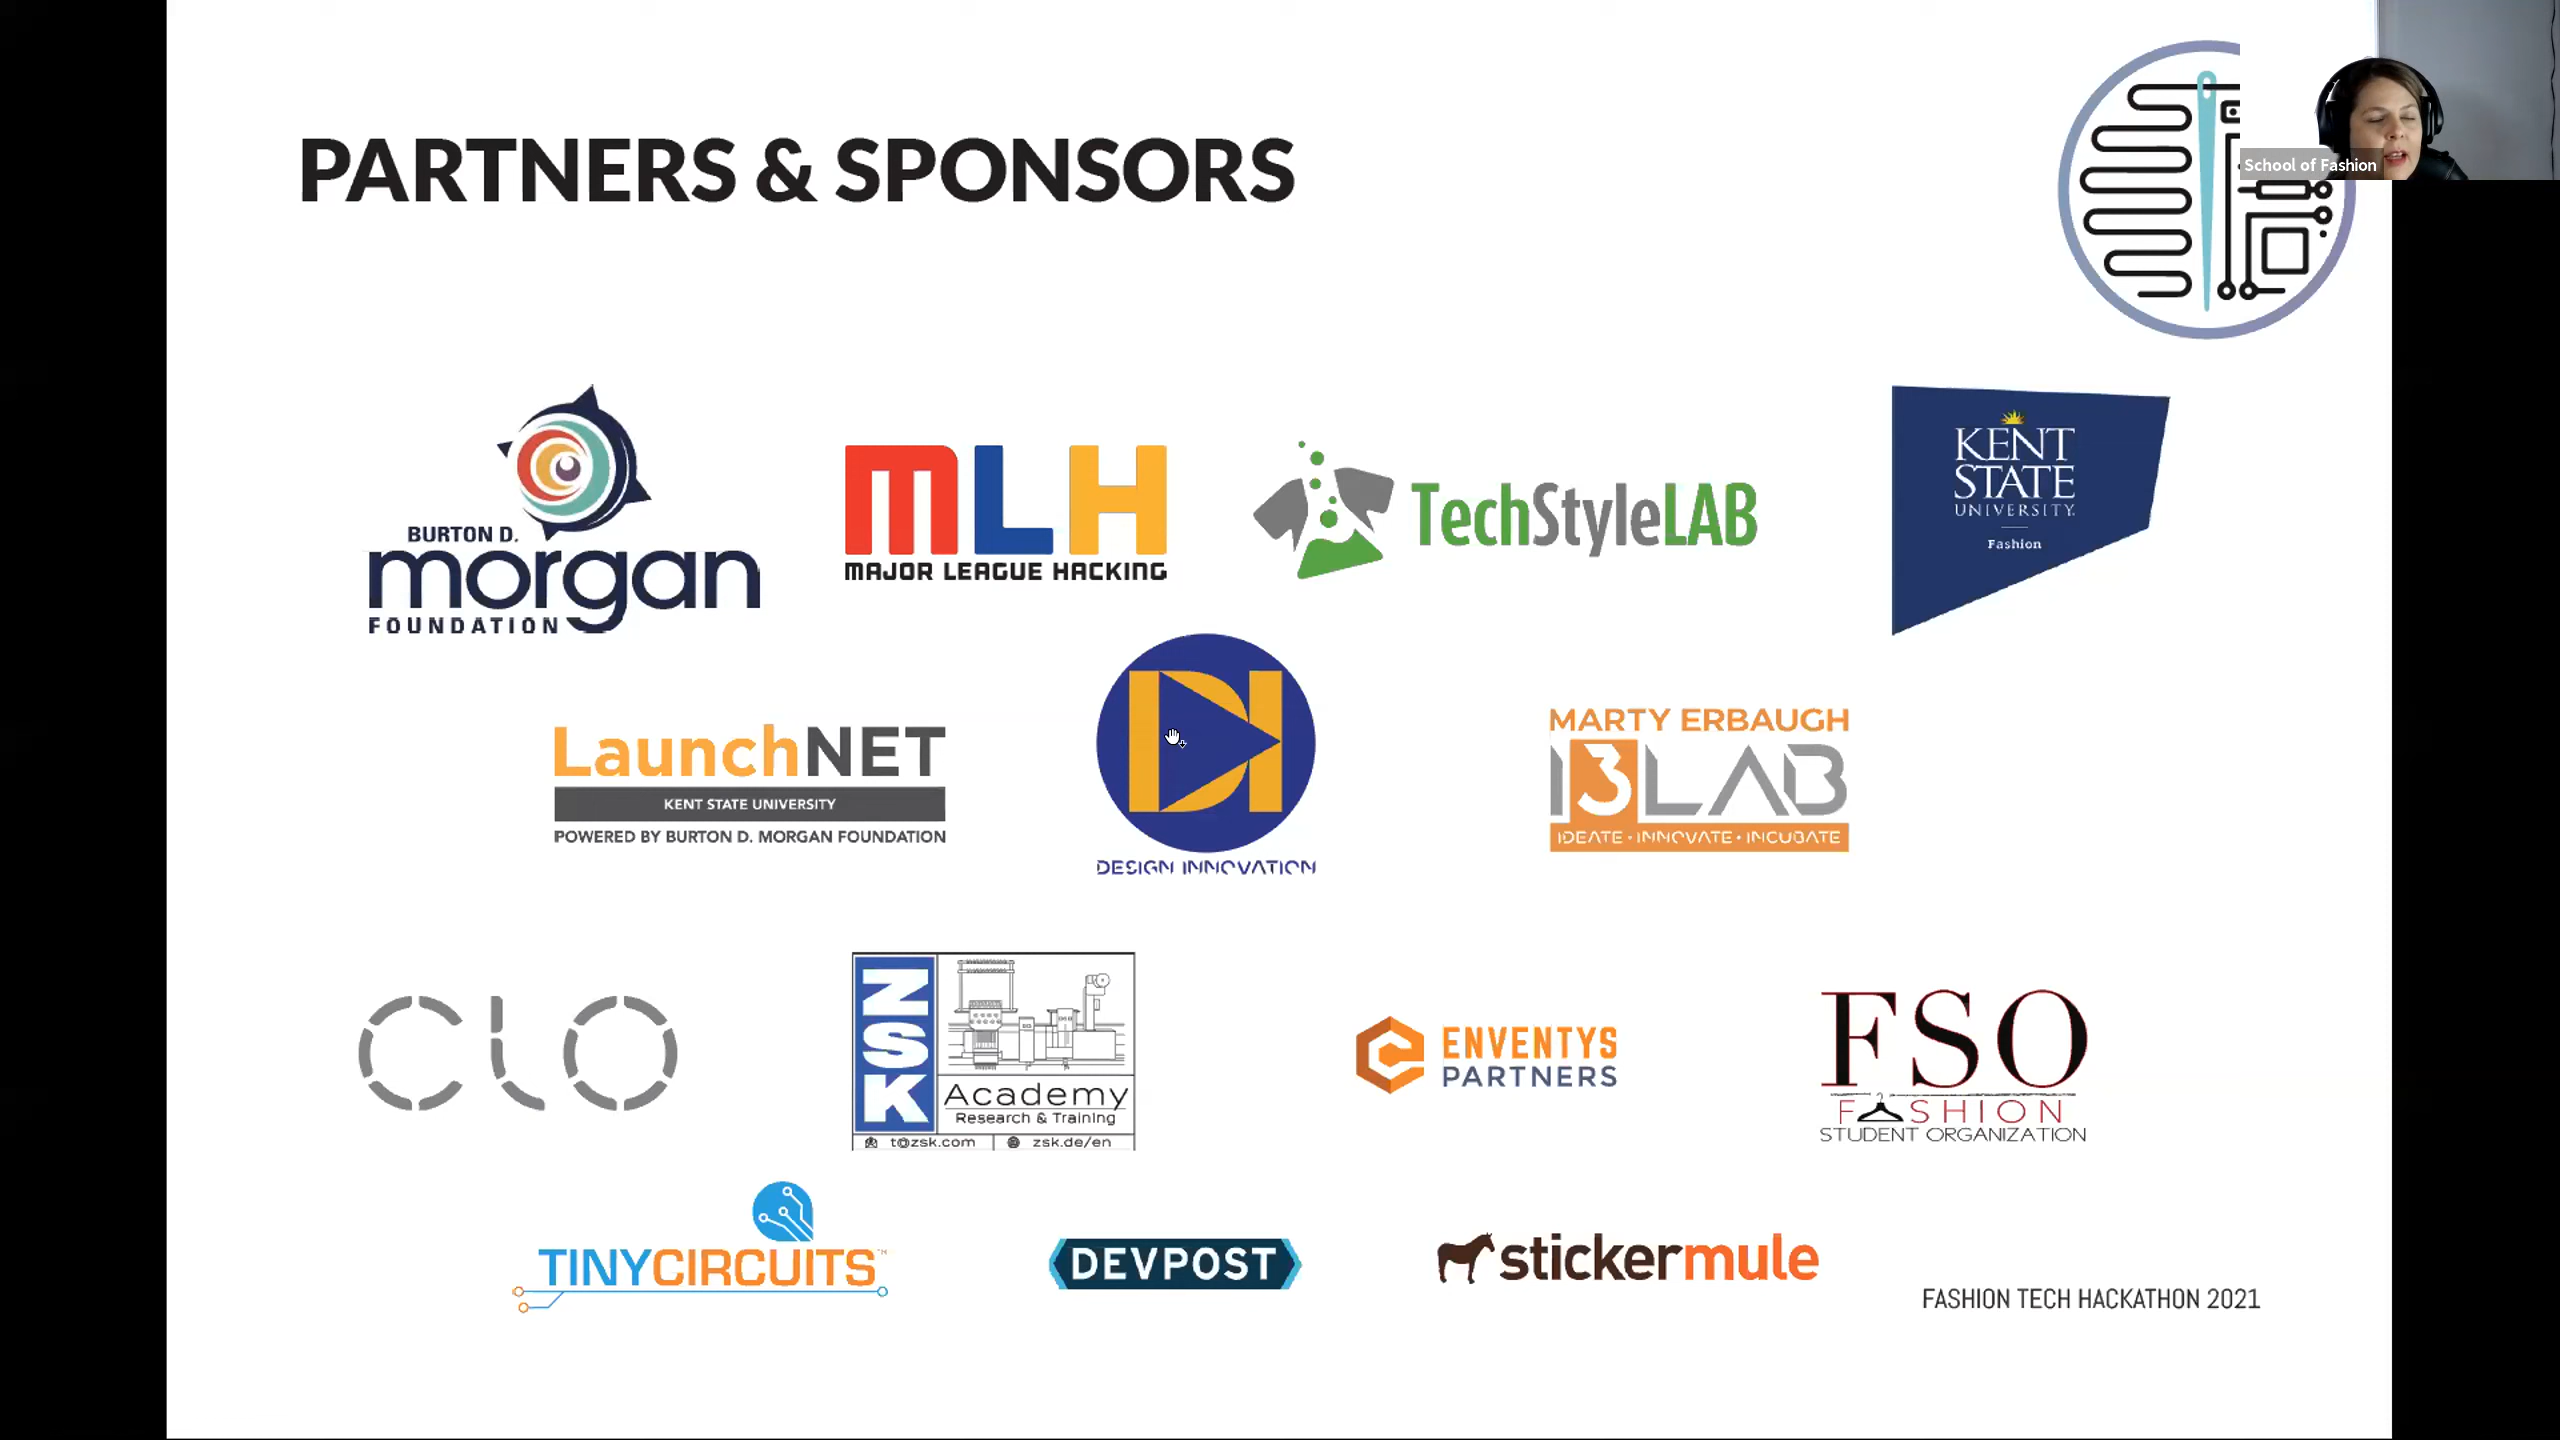 PARTNERS & SPONSORS
School of Fashion
BURTON D.
morgan
FOUNDATION
MLH
MAJOR LEAGUE HACKING
TechStyleLAB
KENT
STATE
UNIVERSITY
Fashion
LaunchNET
KENT STATE UNIVERSITY
POWERED BY BURTON D. MORGAN FOUNDATION
DI
DESIGN INNOVATION
MARTY ERBAUGH
I3LAB
IDEATE • INNOVATE • INCUBATE
CLO
ZSK
Academy
Research & Training
t@zsk.com
zsk.de/en
ENVENTYS
PARTNERS
FSO
FASHION
STUDENT ORGANIZATION
TINYCIRCUITS™
DEVPOST
stickermule
FASHION TECH HACKATHON 2021